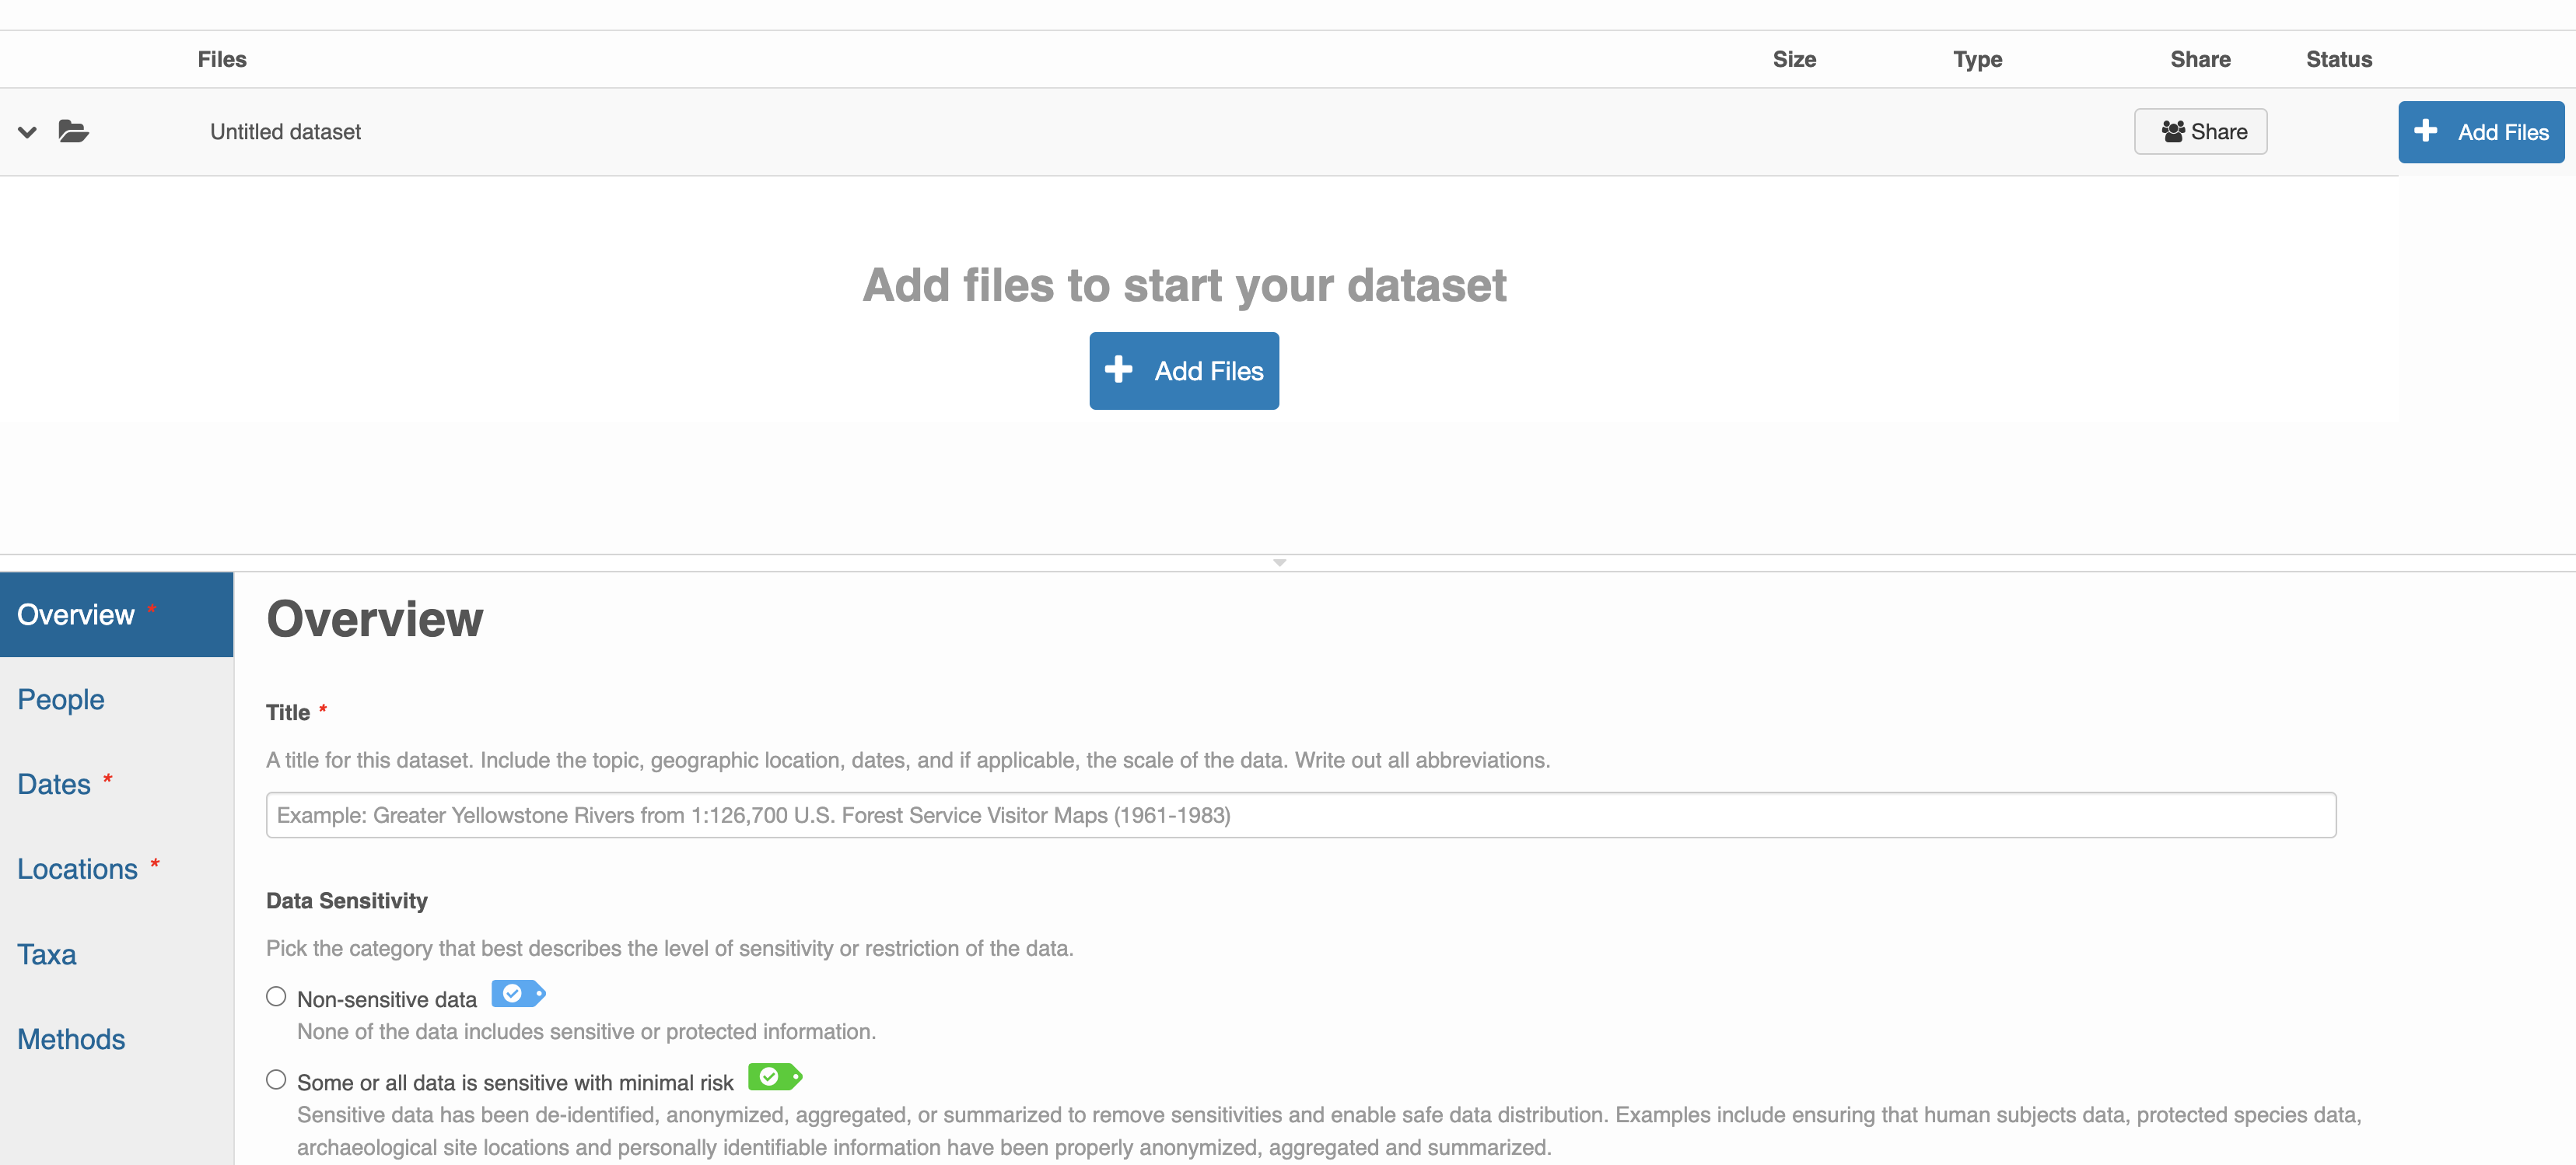 Files Size Type Share Status
Untitled dataset Share Add Files
Add files to start your dataset
Add Files
Overview *
People
Dates *
Locations *
Taxa
Methods
Overview
Title *
A title for this dataset. Include the topic, geographic location, dates, and if applicable, the scale of the data. Write out all abbreviations.
Example: Greater Yellowstone Rivers from 1:126,700 U.S. Forest Service Visitor Maps (1961-1983)
Data Sensitivity
Pick the category that best describes the level of sensitivity or restriction of the data.
Non-sensitive data
None of the data includes sensitive or protected information.
Some or all data is sensitive with minimal risk
Sensitive data has been de-identified, anonymized, aggregated, or summarized to remove sensitivities and enable safe data distribution. Examples include ensuring that human subjects data, protected species data,
archaeological site locations and personally identifiable information have been properly anonymized, aggregated and summarized.